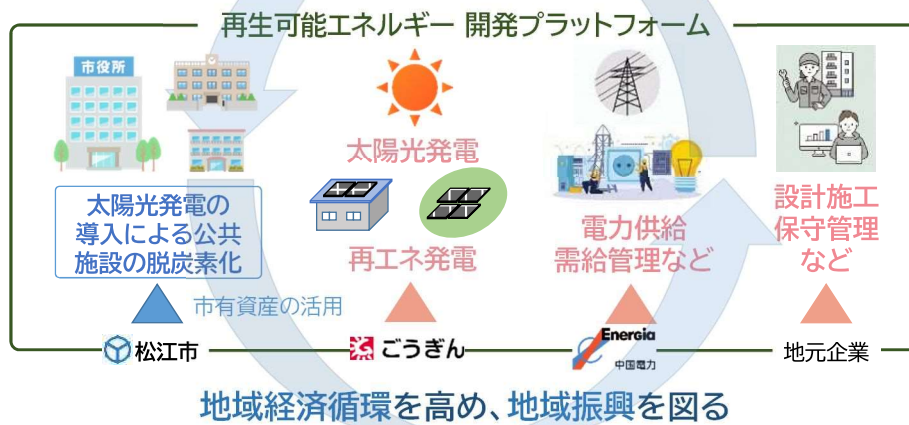 再生可能エネルギー 開発プラットフォーム
市役所
太陽光発電の
導入による公共
施設の脱炭素化
市有資産の活用
松江市
太陽光発電
再エネ発電
ごうぎん
電力供給
需給管理など
Energia
中国電力
設計施工
保守管理
など
地元企業
地域経済循環を高め、地域振興を図る